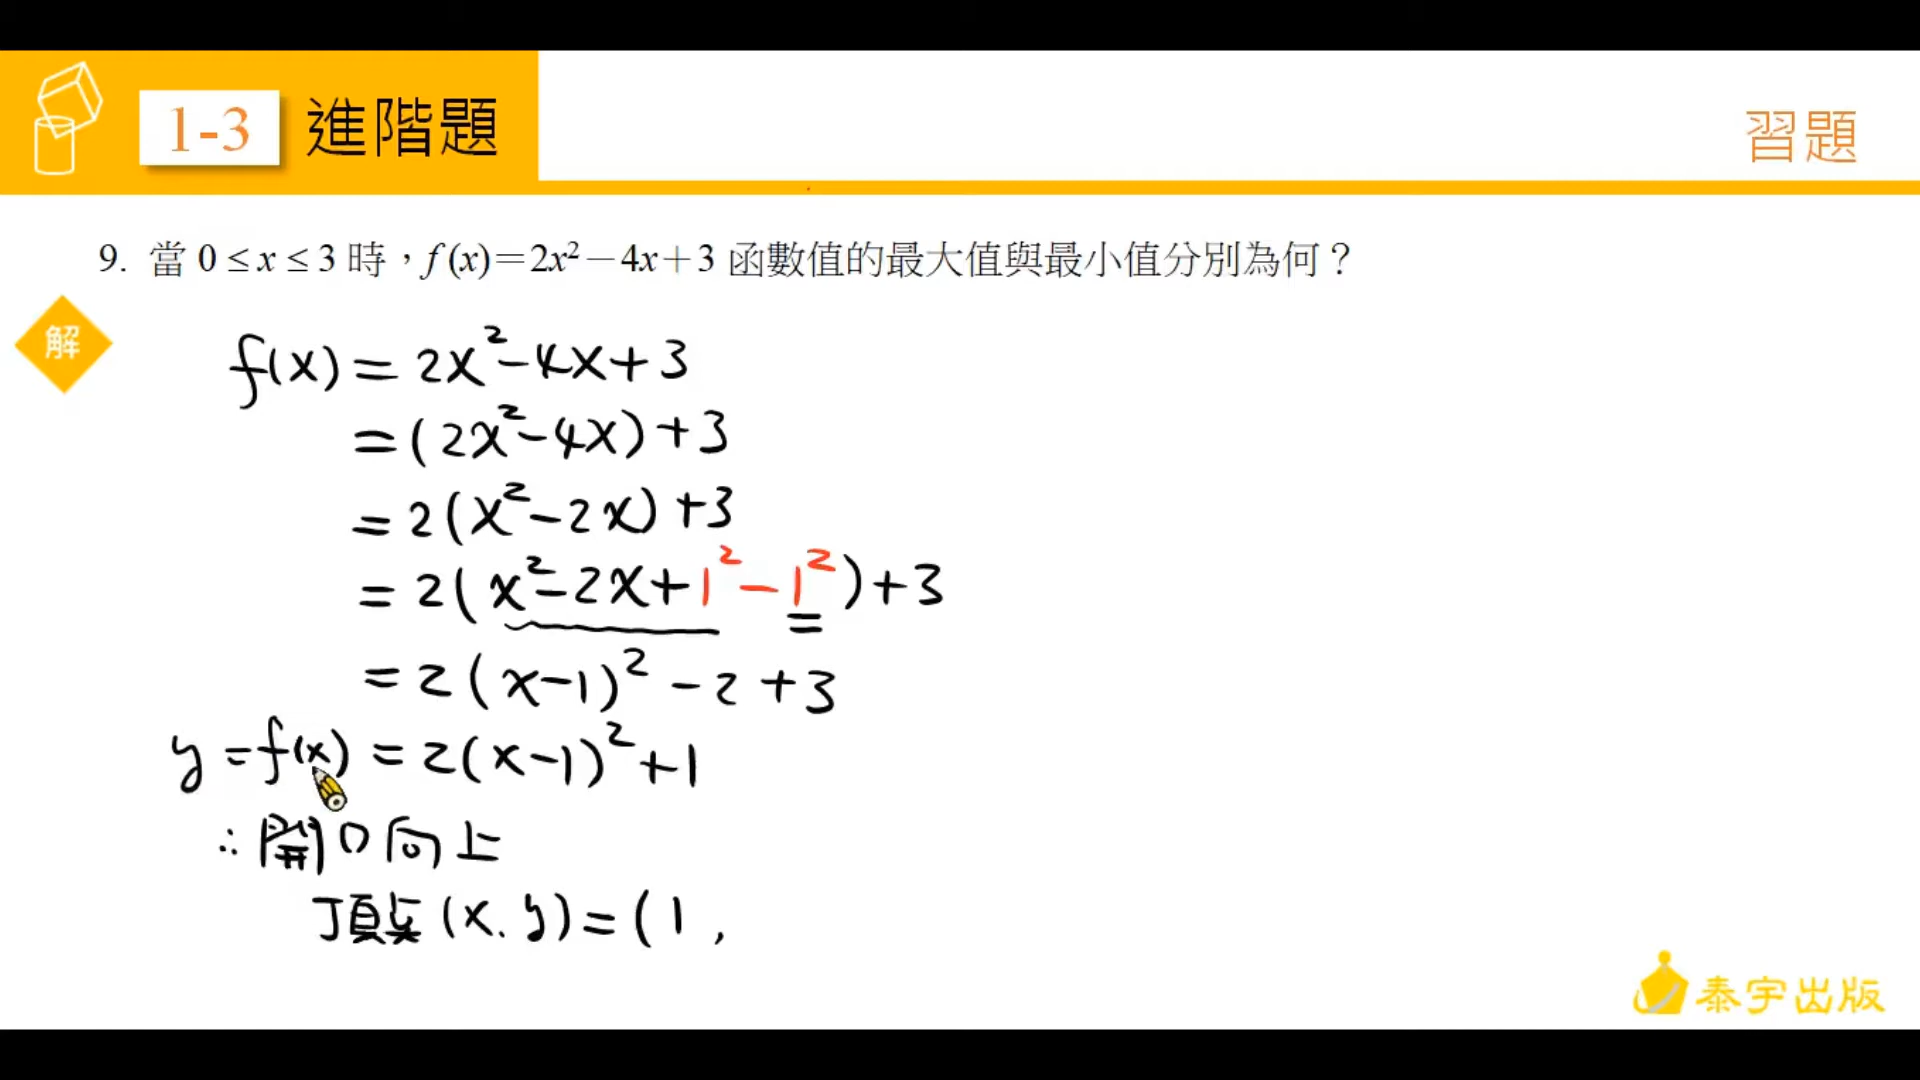 1-3 進階題
習題
9. 當 0 ≤ x ≤ 3 時，f (x)＝2x²－4x＋3 函數值的最大值與最小值分別為何？
解
f(x) = 2x²-4x+3
= (2x²-4x)+3
= 2(x²-2x)+3
= 2(x²-2x+1²-1²)+3
= 2(x-1)²-2+3
y = f(x) = 2(x-1)²+1
∴ 開口向上
頂點(x, y) = (1 ,
泰宇出版